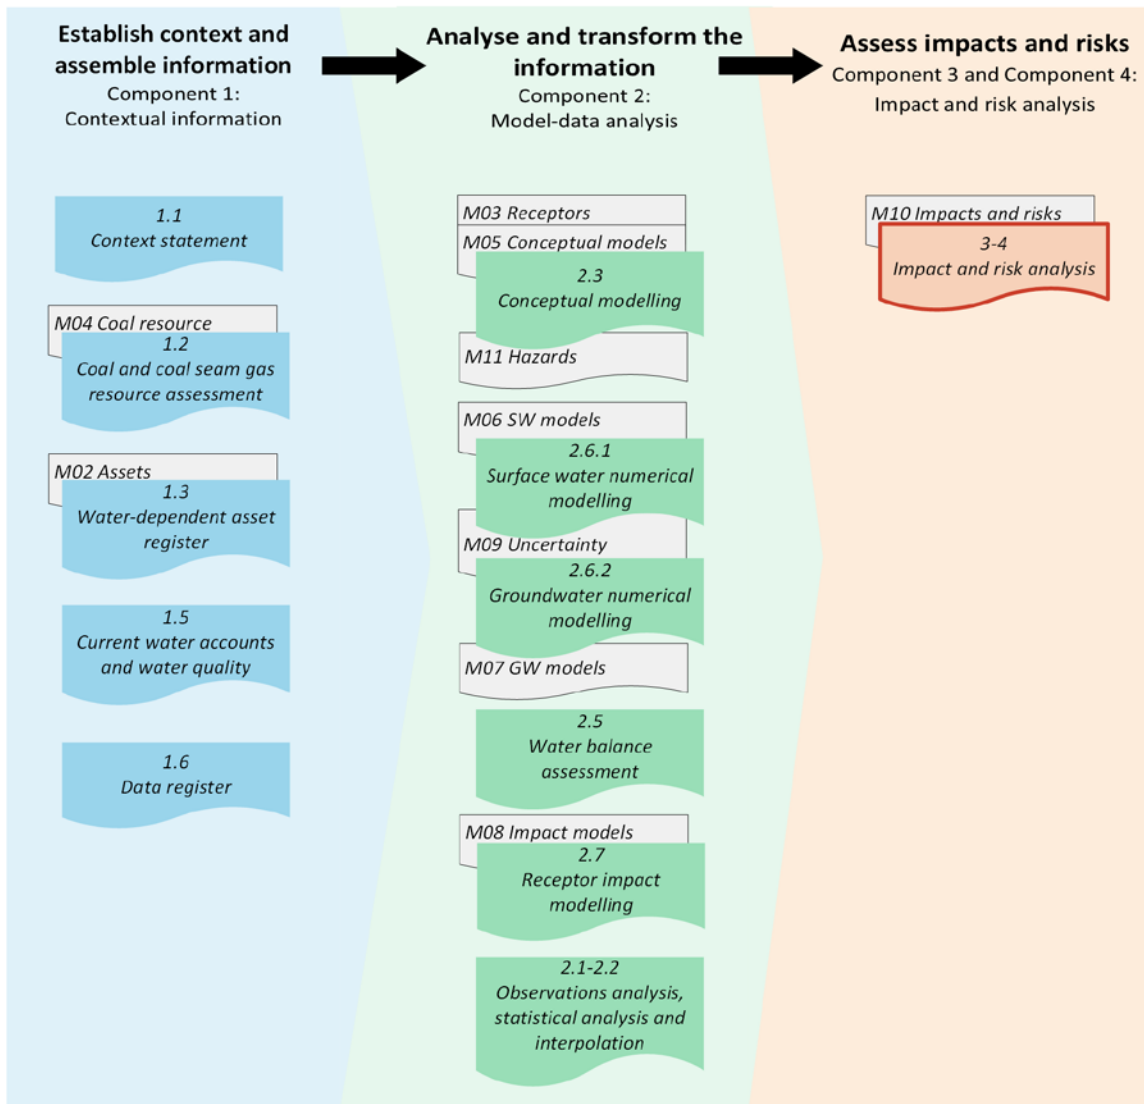 Establish context and
assemble information
Component 1:
Contextual information
1.1
Context statement
M04 Coal resource
1.2
Coal and coal seam gas
resource assessment
M02 Assets
1.3
Water-dependent asset
register
1.5
Current water accounts
and water quality
1.6
Data register
Analyse and transform the
information
Component 2:
Model-data analysis
M03 Receptors
M05 Conceptual models
2.3
Conceptual modelling
M11 Hazards
M06 SW models
2.6.1
Surface water numerical
modelling
M09 Uncertainty
2.6.2
Groundwater numerical
modelling
M07 GW models
2.5
Water balance
assessment
M08 Impact models
2.7
Receptor impact
modelling
2.1-2.2
Observations analysis,
statistical analysis and
interpolation
Assess impacts and risks
Component 3 and Component 4:
Impact and risk analysis
M10 Impacts and risks
3-4
Impact and risk analysis